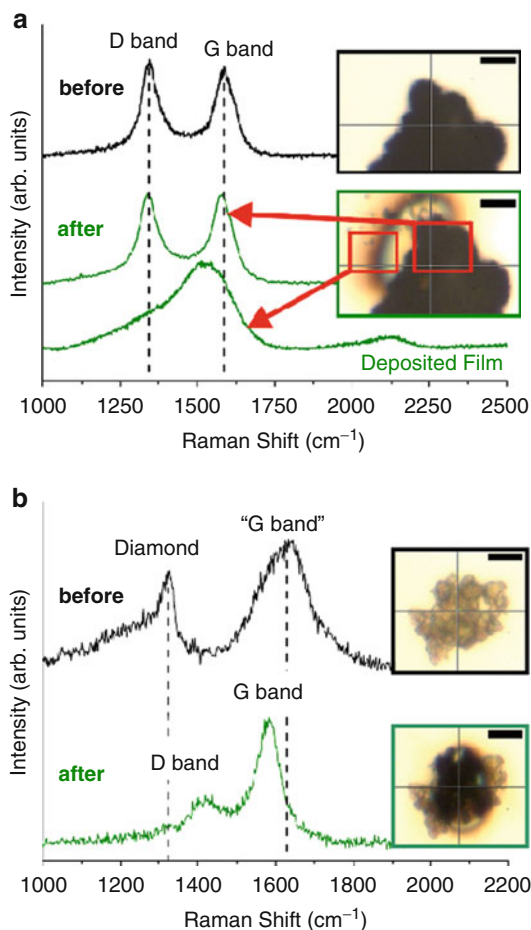 a
D band
G band
before
after
Deposited Film
Intensity (arb. units)
1000 1250 1500 1750 2000 2250 2500
Raman Shift (cm⁻¹)
b
"G band"
Diamond
before
G band
D band
after
Intensity (arb. units)
1000 1200 1400 1600 1800 2000 2200
Raman Shift (cm⁻¹)